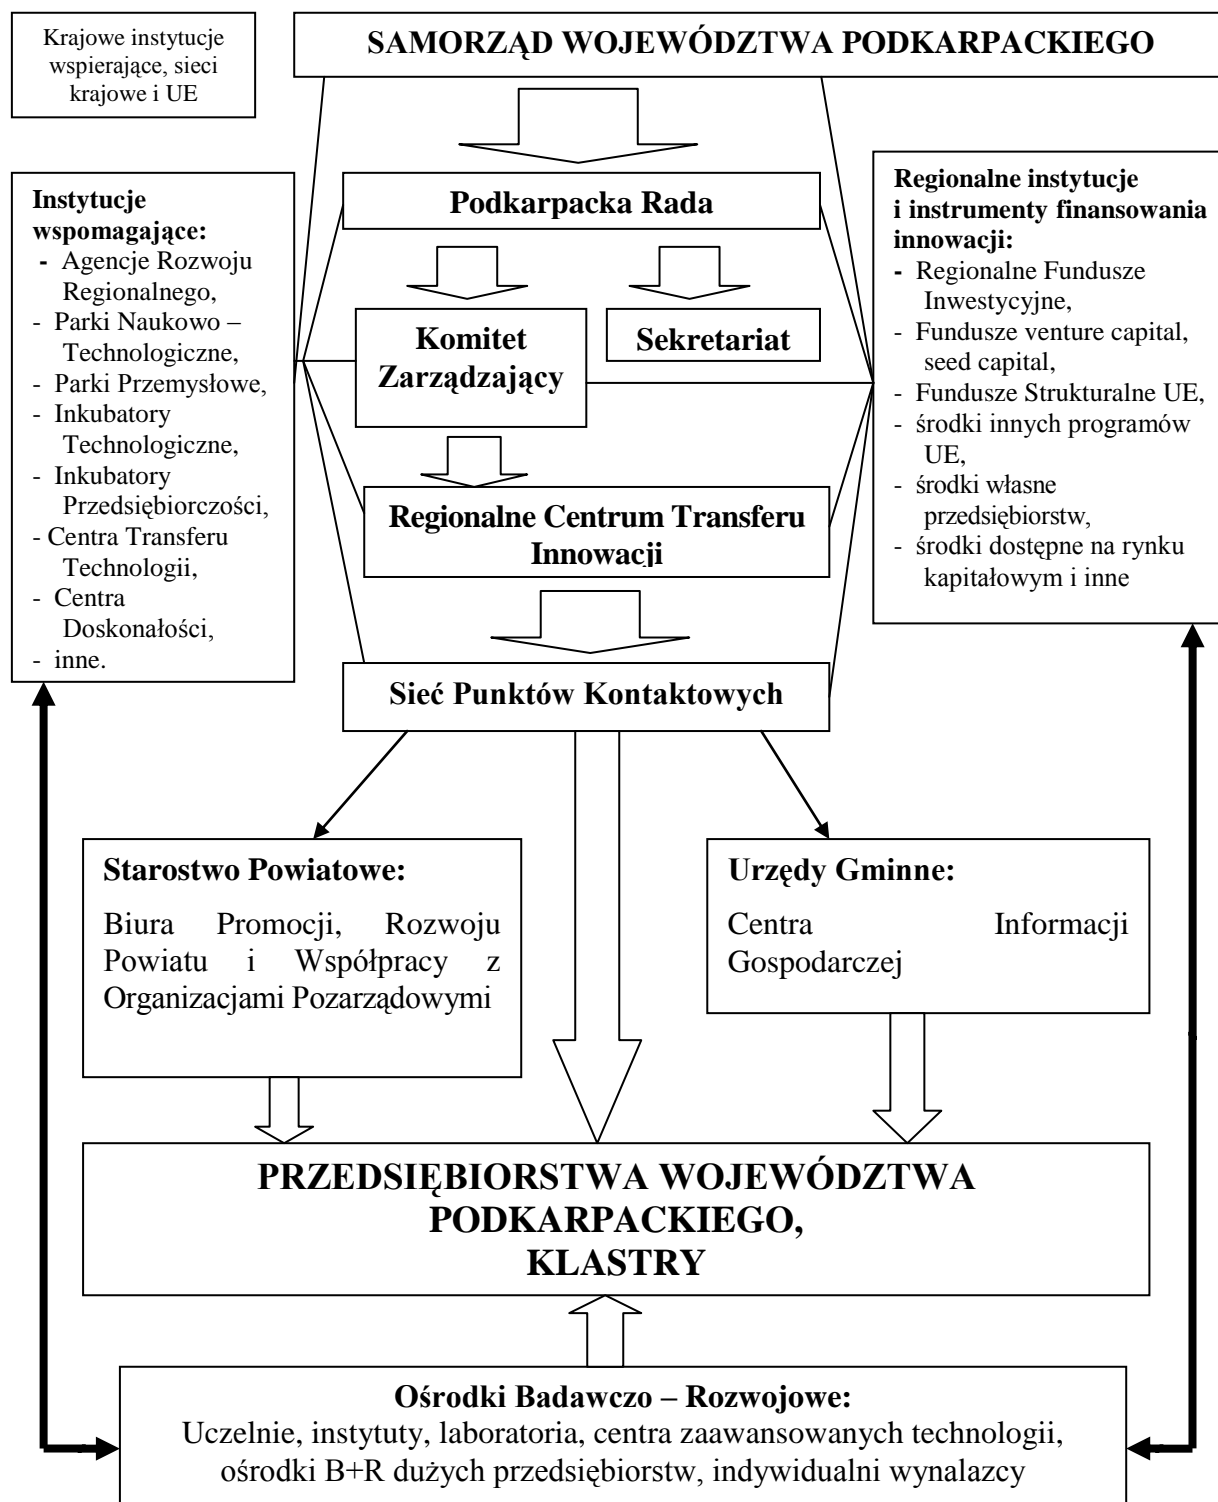 Krajowe instytucje
wspierające, sieci
krajowe i UE
SAMORZĄD WOJEWÓDZTWA PODKARPACKIEGO
Instytucje
wspomagające:
- Agencje Rozwoju
Regionalnego,
- Parki Naukowo –
Technologiczne,
- Parki Przemysłowe,
- Inkubatory
Technologiczne,
- Inkubatory
Przedsiębiorczości,
- Centra Transferu
Technologii,
- Centra
Doskonałości,
- inne.
Podkarpacka Rada
Komitet
Zarządzający
Sekretariat
Regionalne Centrum Transferu
Innowacji
Sieć Punktów Kontaktowych
Regionalne instytucje
i instrumenty finansowania
innowacji:
- Regionalne Fundusze
Inwestycyjne,
- Fundusze venture capital,
seed capital,
- Fundusze Strukturalne UE,
- środki innych programów
UE,
- środki własne
przedsiębiorstw,
- środki dostępne na rynku
kapitałowym i inne
Starostwo Powiatowe:
Biura Promocji, Rozwoju
Powiatu i Współpracy z
Organizacjami Pozarządowymi
Urzędy Gminne:
Centra Informacji
Gospodarczej
PRZEDSIĘBIORSTWA WOJEWÓDZTWA
PODKARPACKIEGO,
KLASTRY
Ośrodki Badawczo – Rozwojowe:
Uczelnie, instytuty, laboratoria, centra zaawansowanych technologii,
ośrodki B+R dużych przedsiębiorstw, indywidualni wynalazcy